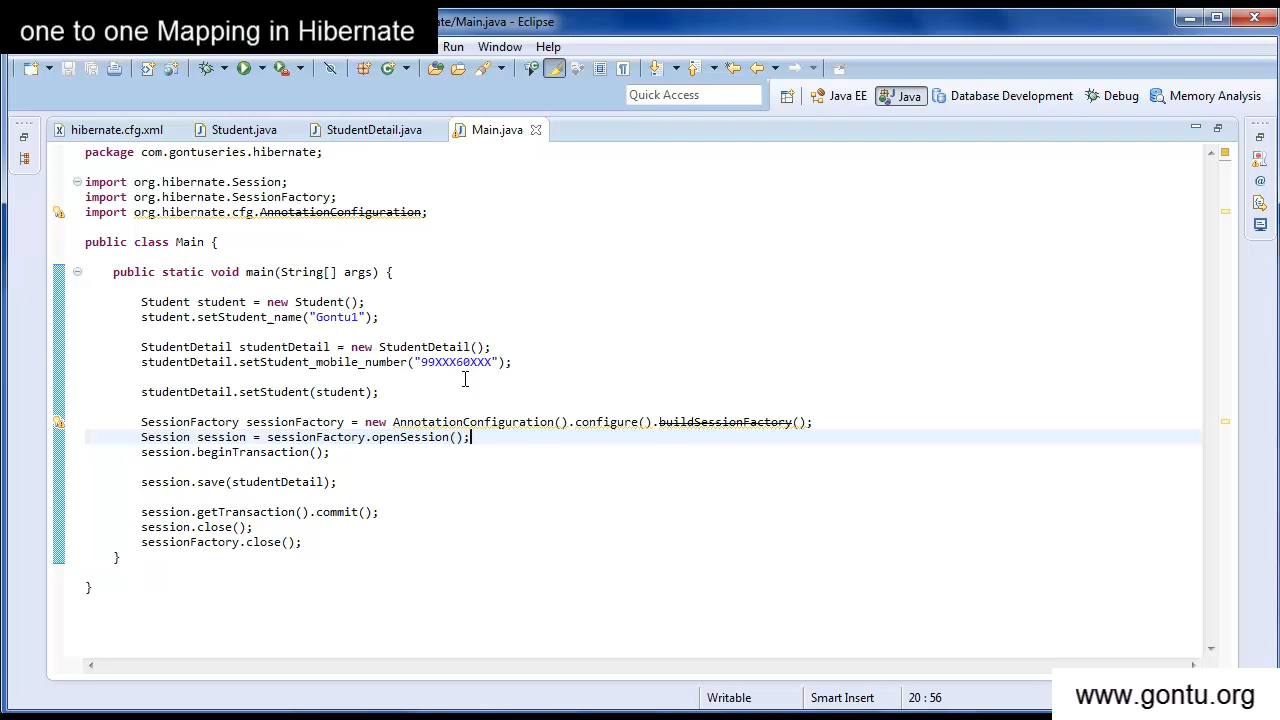 one to one Mapping in Hibernate
ate/Main.java - Eclipse
Run Window Help
Quick Access
Java EE Java Database Development Debug Memory Analysis
hibernate.cfg.xml Student.java StudentDetail.java Main.java
package com.gontuseries.hibernate;
import org.hibernate.Session;
import org.hibernate.SessionFactory;
import org.hibernate.cfg.AnnotationConfiguration;
public class Main {
public static void main(String[] args) {
Student student = new Student();
student.setStudent_name("Gontu1");
StudentDetail studentDetail = new StudentDetail();
studentDetail.setStudent_mobile_number("99XXX60XXX");
studentDetail.setStudent(student);
SessionFactory sessionFactory = new AnnotationConfiguration().configure().buildSessionFactory();
Session session = sessionFactory.openSession();
session.beginTransaction();
session.save(studentDetail);
session.getTransaction().commit();
session.close();
sessionFactory.close();
}
}
Writable Smart Insert 20 : 56
www.gontu.org